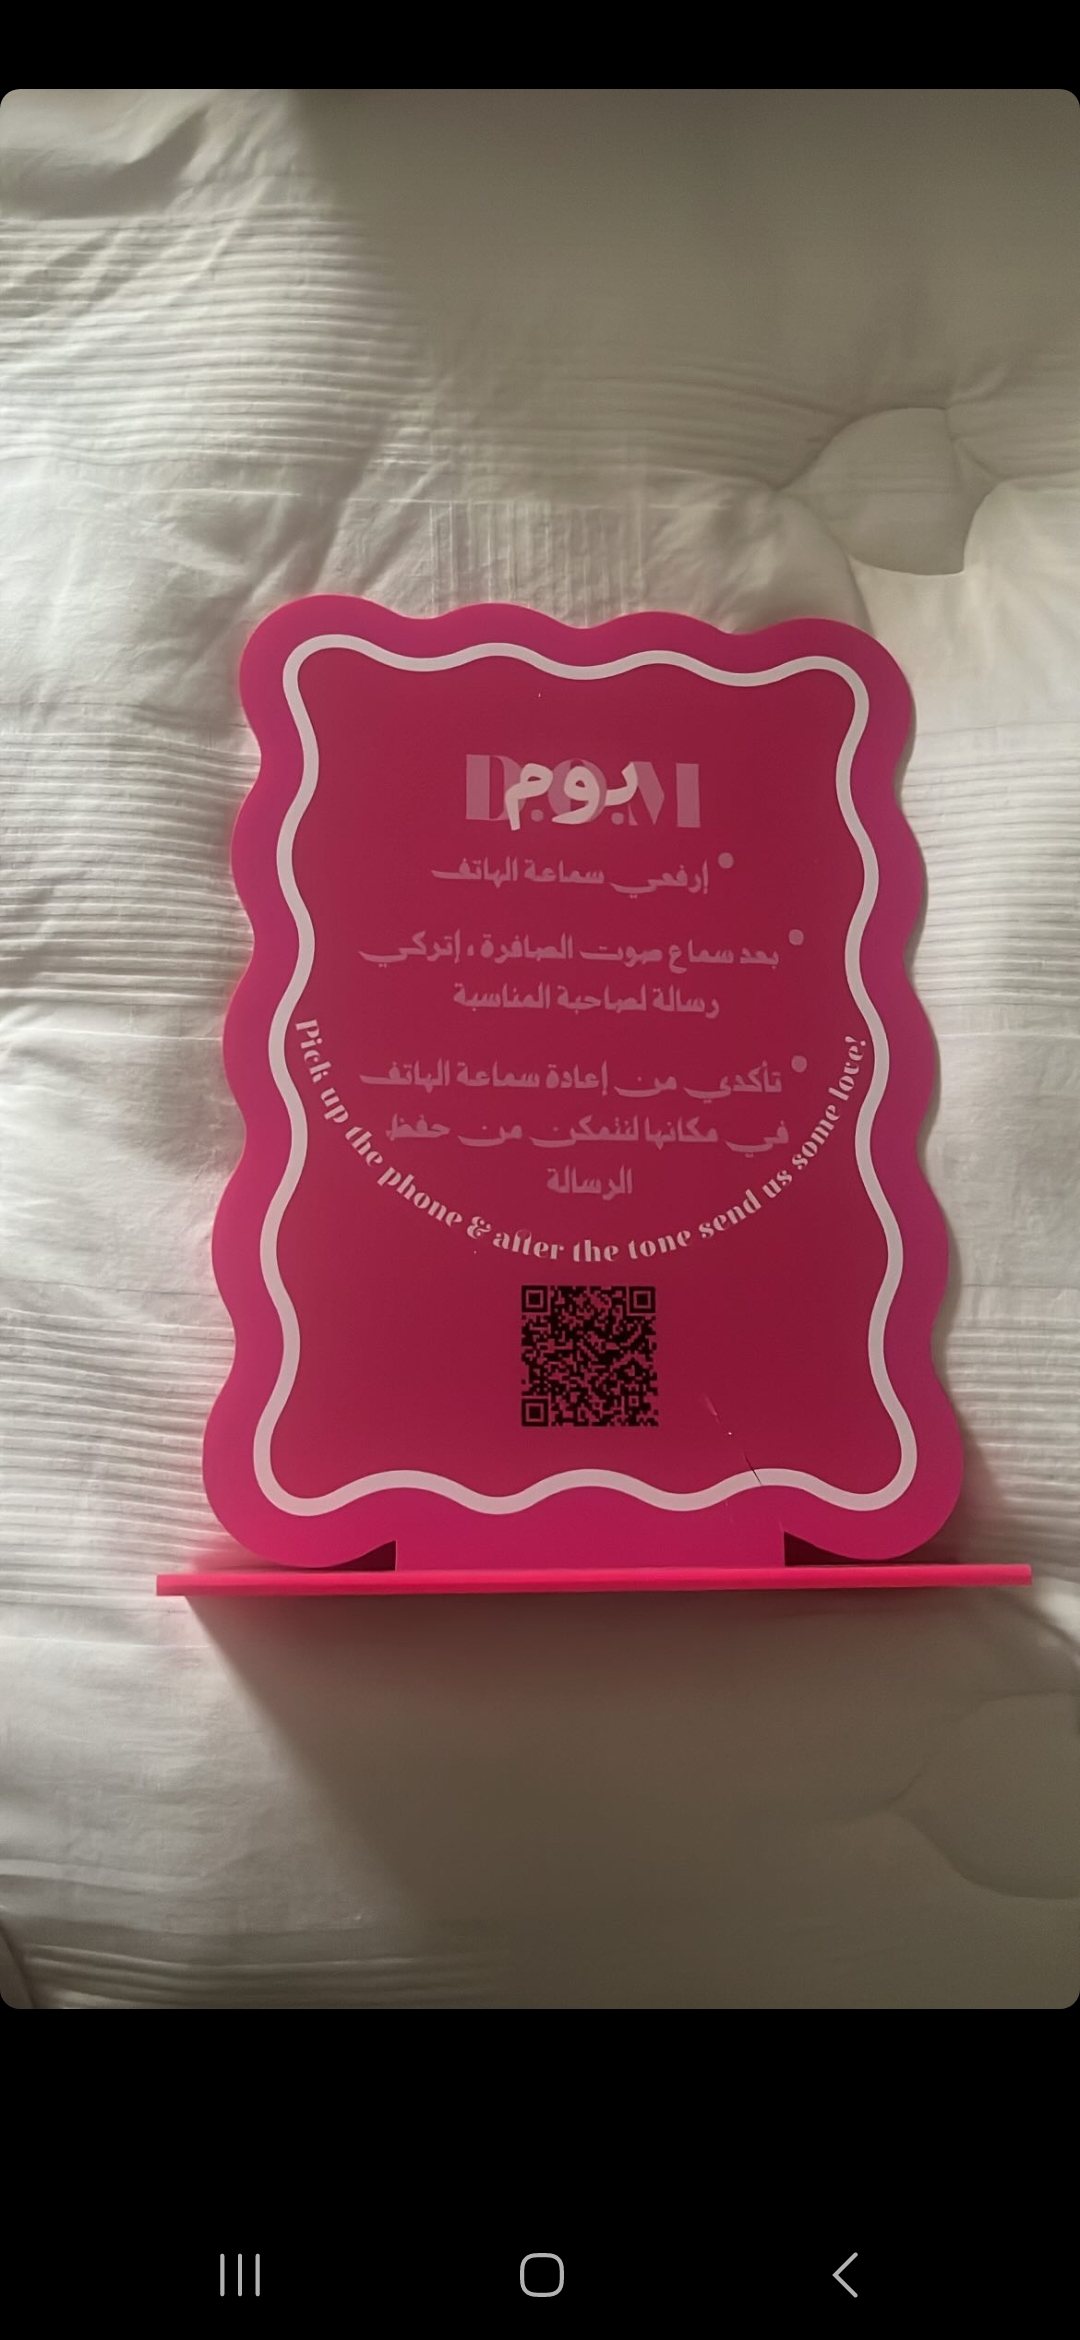 D.O.M
بوم
إرفعي سماعة الهاتف
بعد سماع صوت الصافرة، إتركي
رسالة لصاحبة المناسبة
تأكدي من إعادة سماعة الهاتف
في مكانها لنتمكن من حفظ
الرسالة
Pick up the phone & after the tone send us some love!